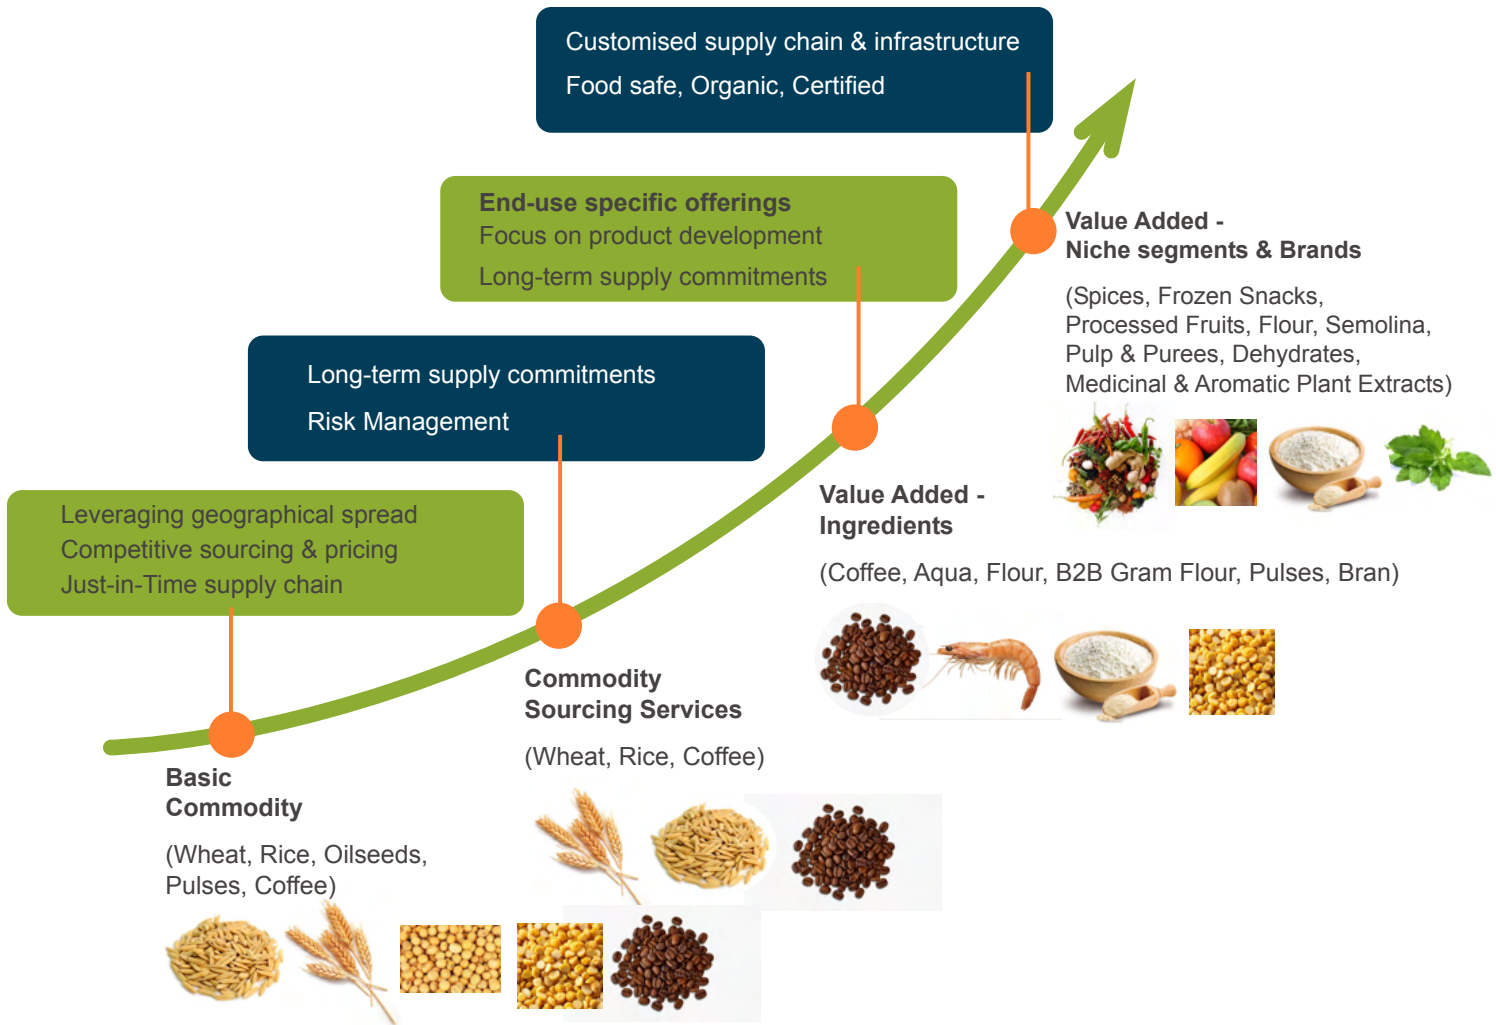 Customised supply chain & infrastructure
Food safe, Organic, Certified
End-use specific offerings
Focus on product development
Long-term supply commitments
Value Added -
Niche segments & Brands
(Spices, Frozen Snacks,
Processed Fruits, Flour, Semolina,
Pulp & Purees, Dehydrates,
Medicinal & Aromatic Plant Extracts)
Long-term supply commitments
Risk Management
Value Added -
Ingredients
(Coffee, Aqua, Flour, B2B Gram Flour, Pulses, Bran)
Leveraging geographical spread
Competitive sourcing & pricing
Just-in-Time supply chain
Commodity
Sourcing Services
(Wheat, Rice, Coffee)
Basic
Commodity
(Wheat, Rice, Oilseeds,
Pulses, Coffee)